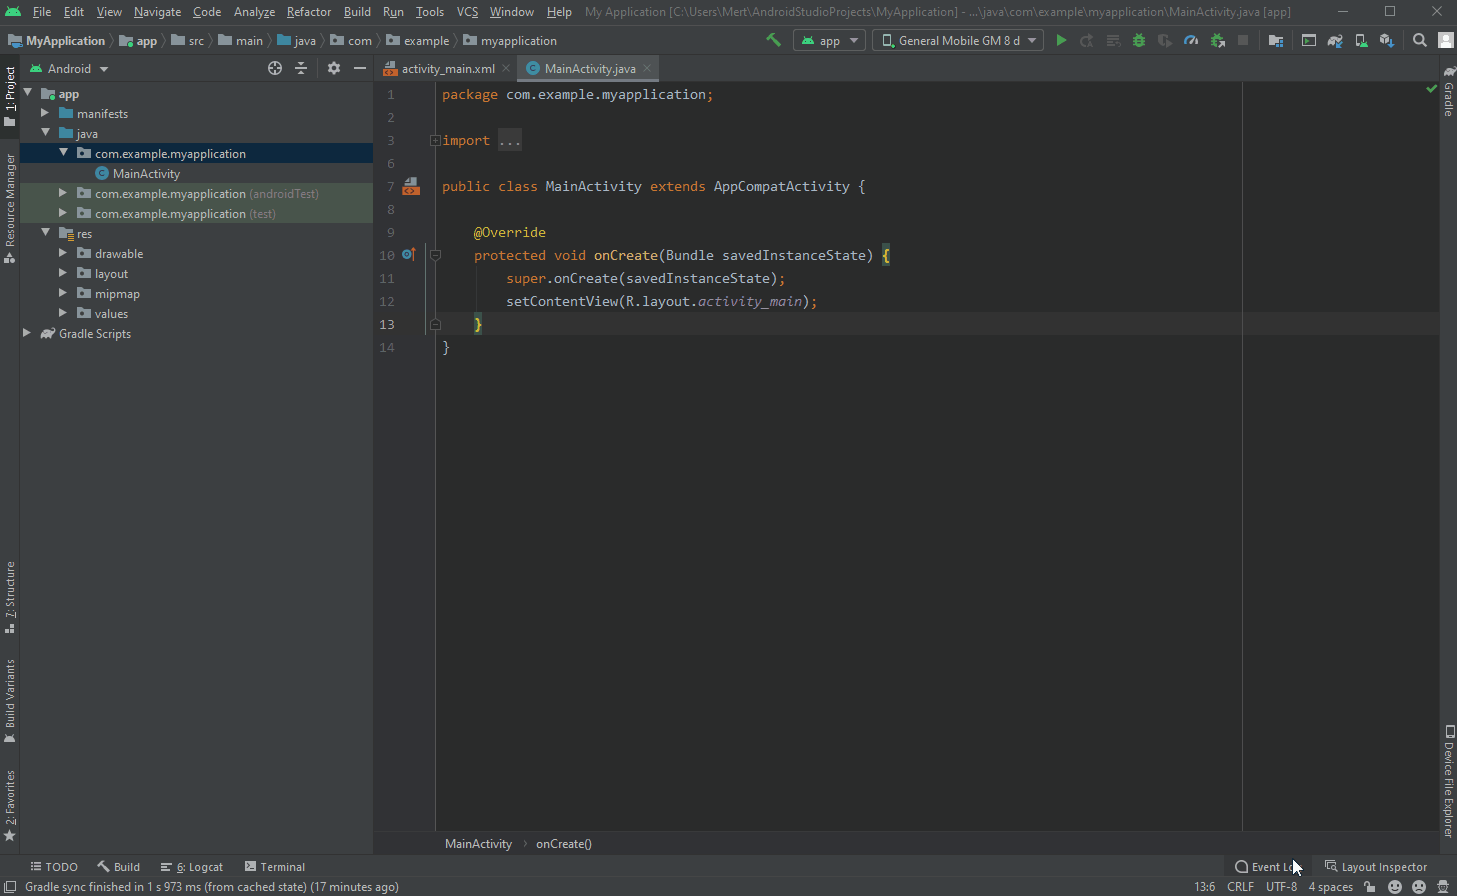 File Edit View Navigate Code Analyze Refactor Build Run Tools VCS Window Help My Application [C:\Users\Mert\AndroidStudioProjects\MyApplication] - ...\java\com\example\myapplication\MainActivity.java [app]
MyApplication app src main java com example myapplication app General Mobile GM 8 d
Android activity_main.xml MainActivity.java
1: Project
Resource Manager
7: Structure
Build Variants
2: Favorites
app
manifests
java
com.example.myapplication
MainActivity
com.example.myapplication (androidTest)
com.example.myapplication (test)
res
drawable
layout
mipmap
values
Gradle Scripts
1 package com.example.myapplication;
2
3 import ...
6
7 public class MainActivity extends AppCompatActivity {
8
9 @Override
10 protected void onCreate(Bundle savedInstanceState) {
11 super.onCreate(savedInstanceState);
12 setContentView(R.layout.activity_main);
13 }
14 }
Gradle
Device File Explorer
MainActivity › onCreate()
TODO Build 6: Logcat Terminal Event Layout Inspector
Gradle sync finished in 1 s 973 ms (from cached state) (17 minutes ago) 13:6 CRLF UTF-8 4 spaces